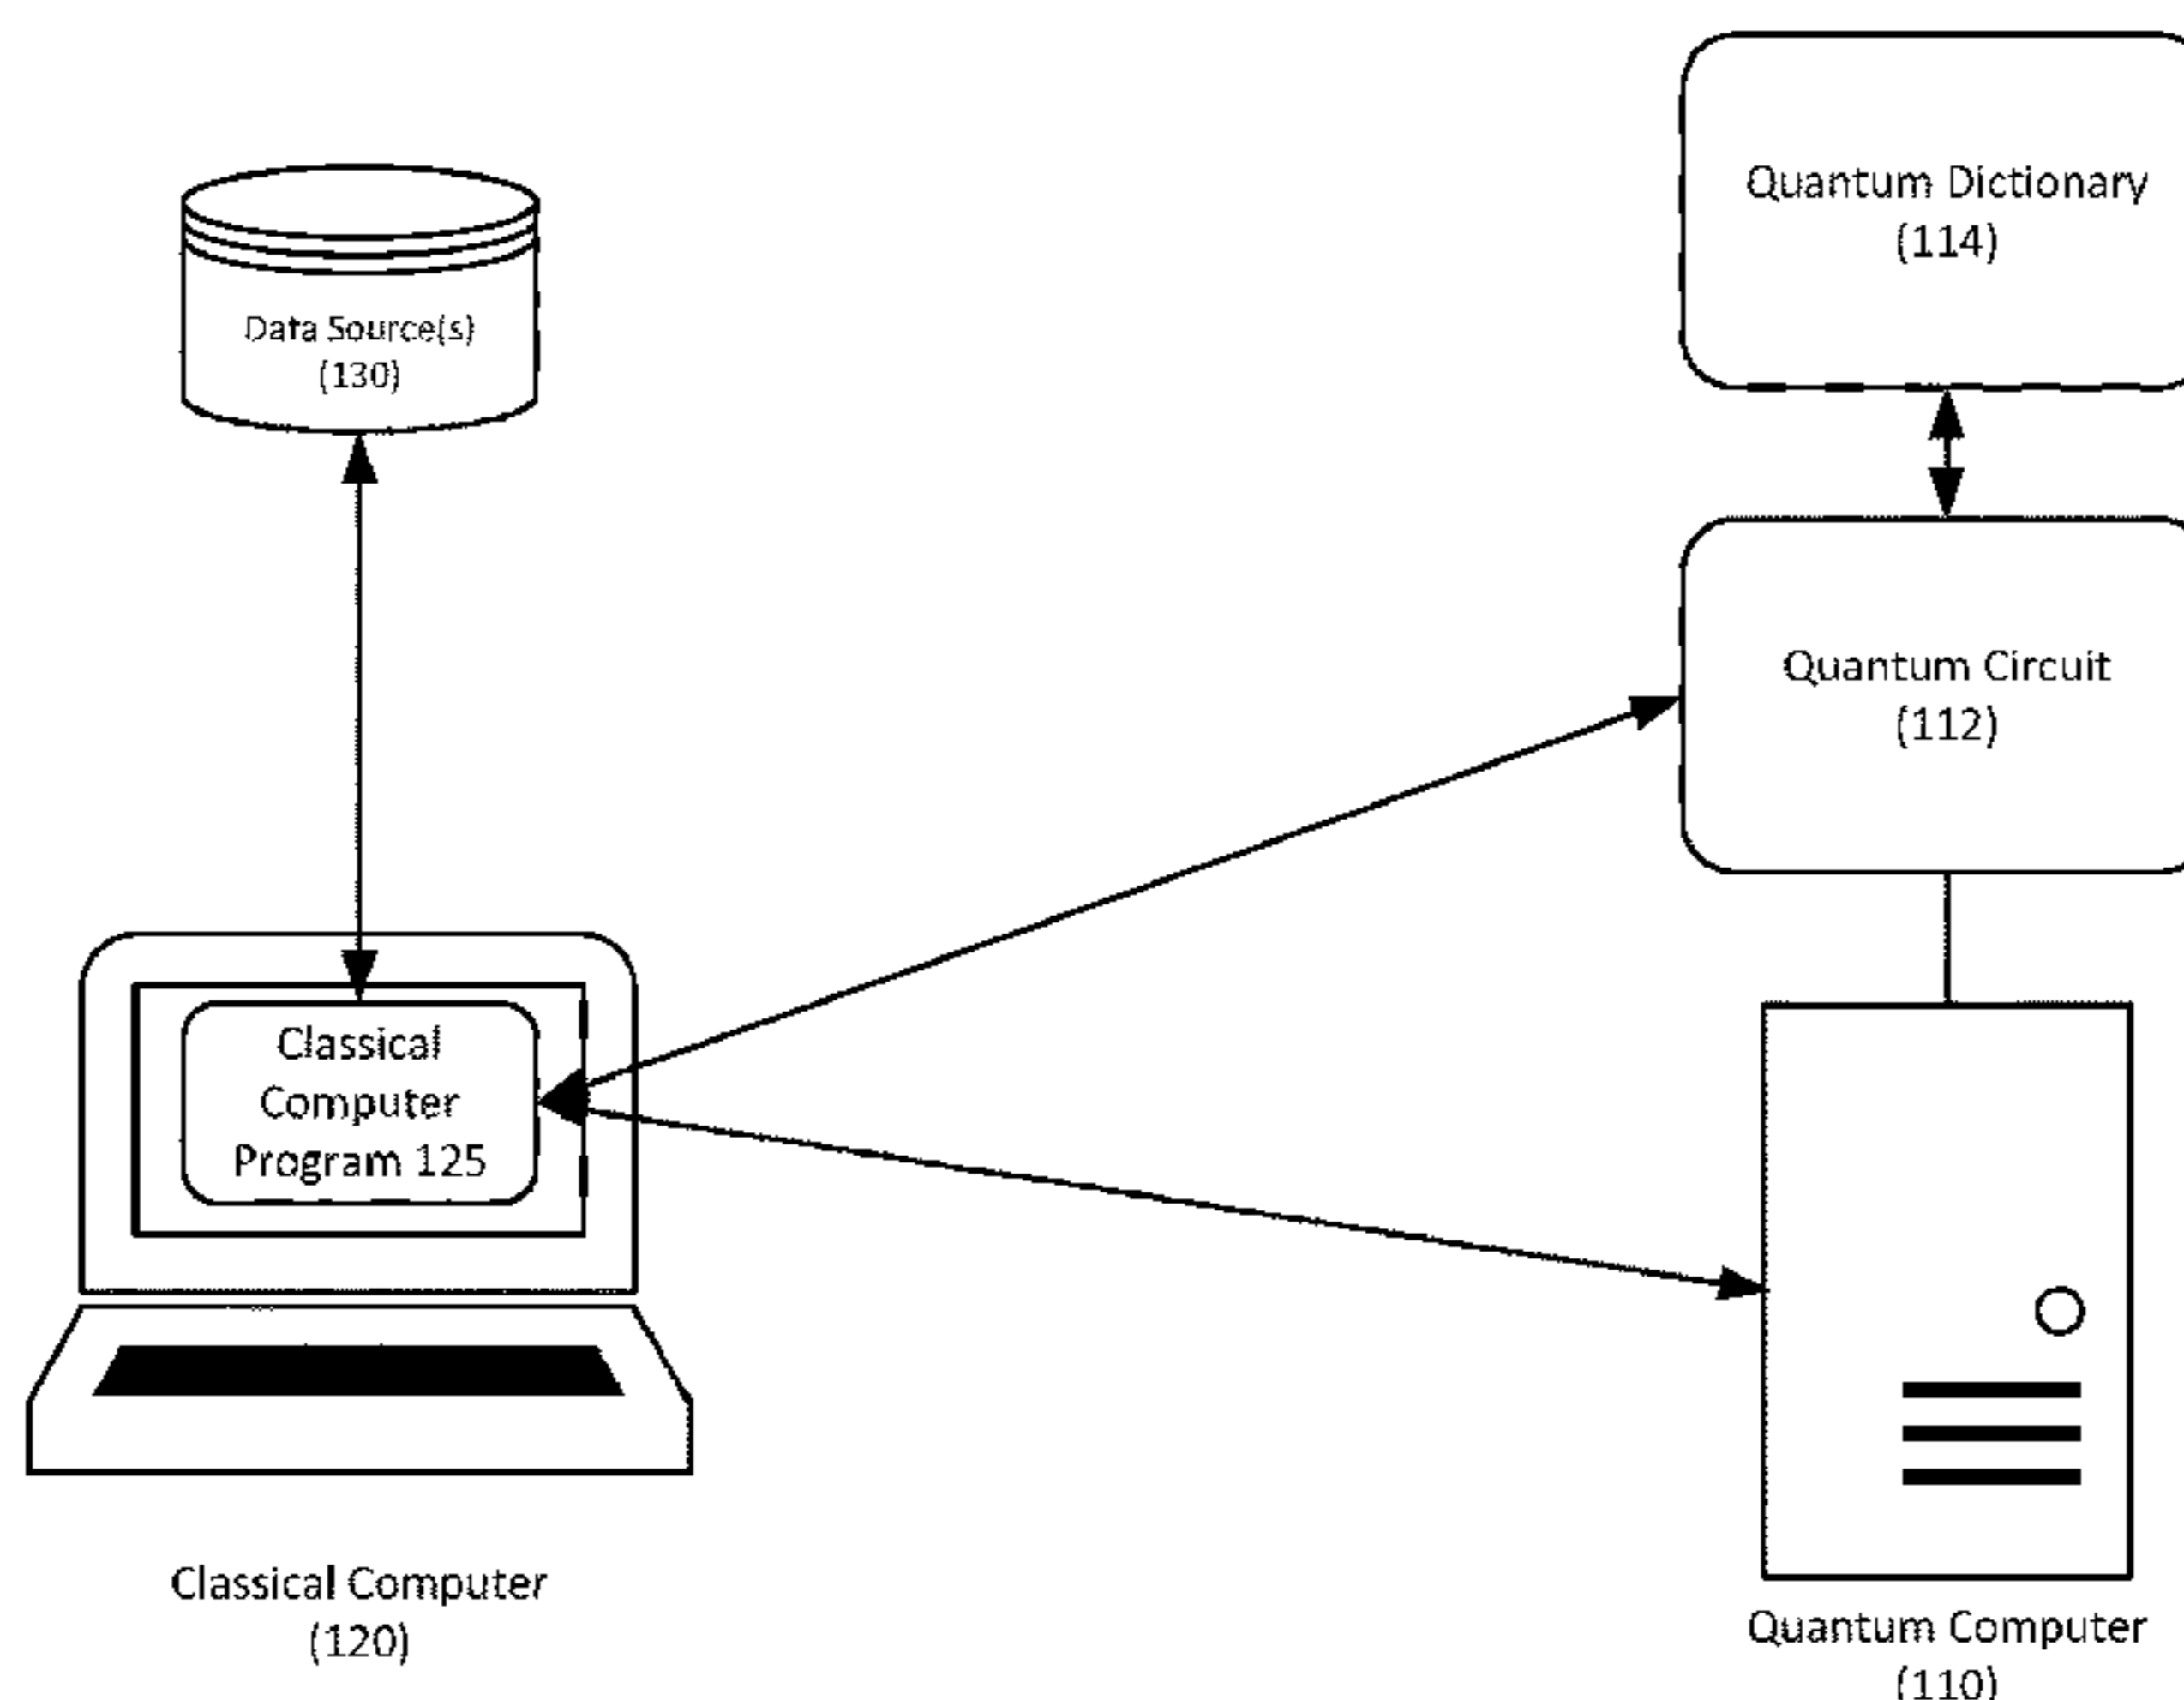 Quantum Dictionary
(114)
Data Source(s)
(130)
Quantum Circuit
(112)
Classical
Computer
Program 125
Classical Computer
(120)
Quantum Computer
(110)